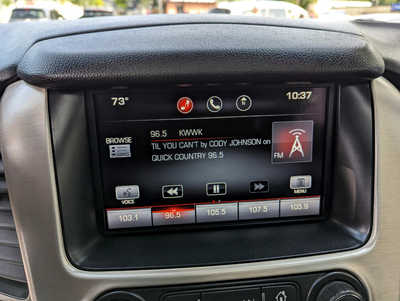 73° 10:37
96.5 KWWK
BROWSE
TIL YOU CAN'T by CODY JOHNSON on
QUICK COUNTRY 96.5
FM
VOICE
MENU
103.1 96.5 105.5 107.5 103.9